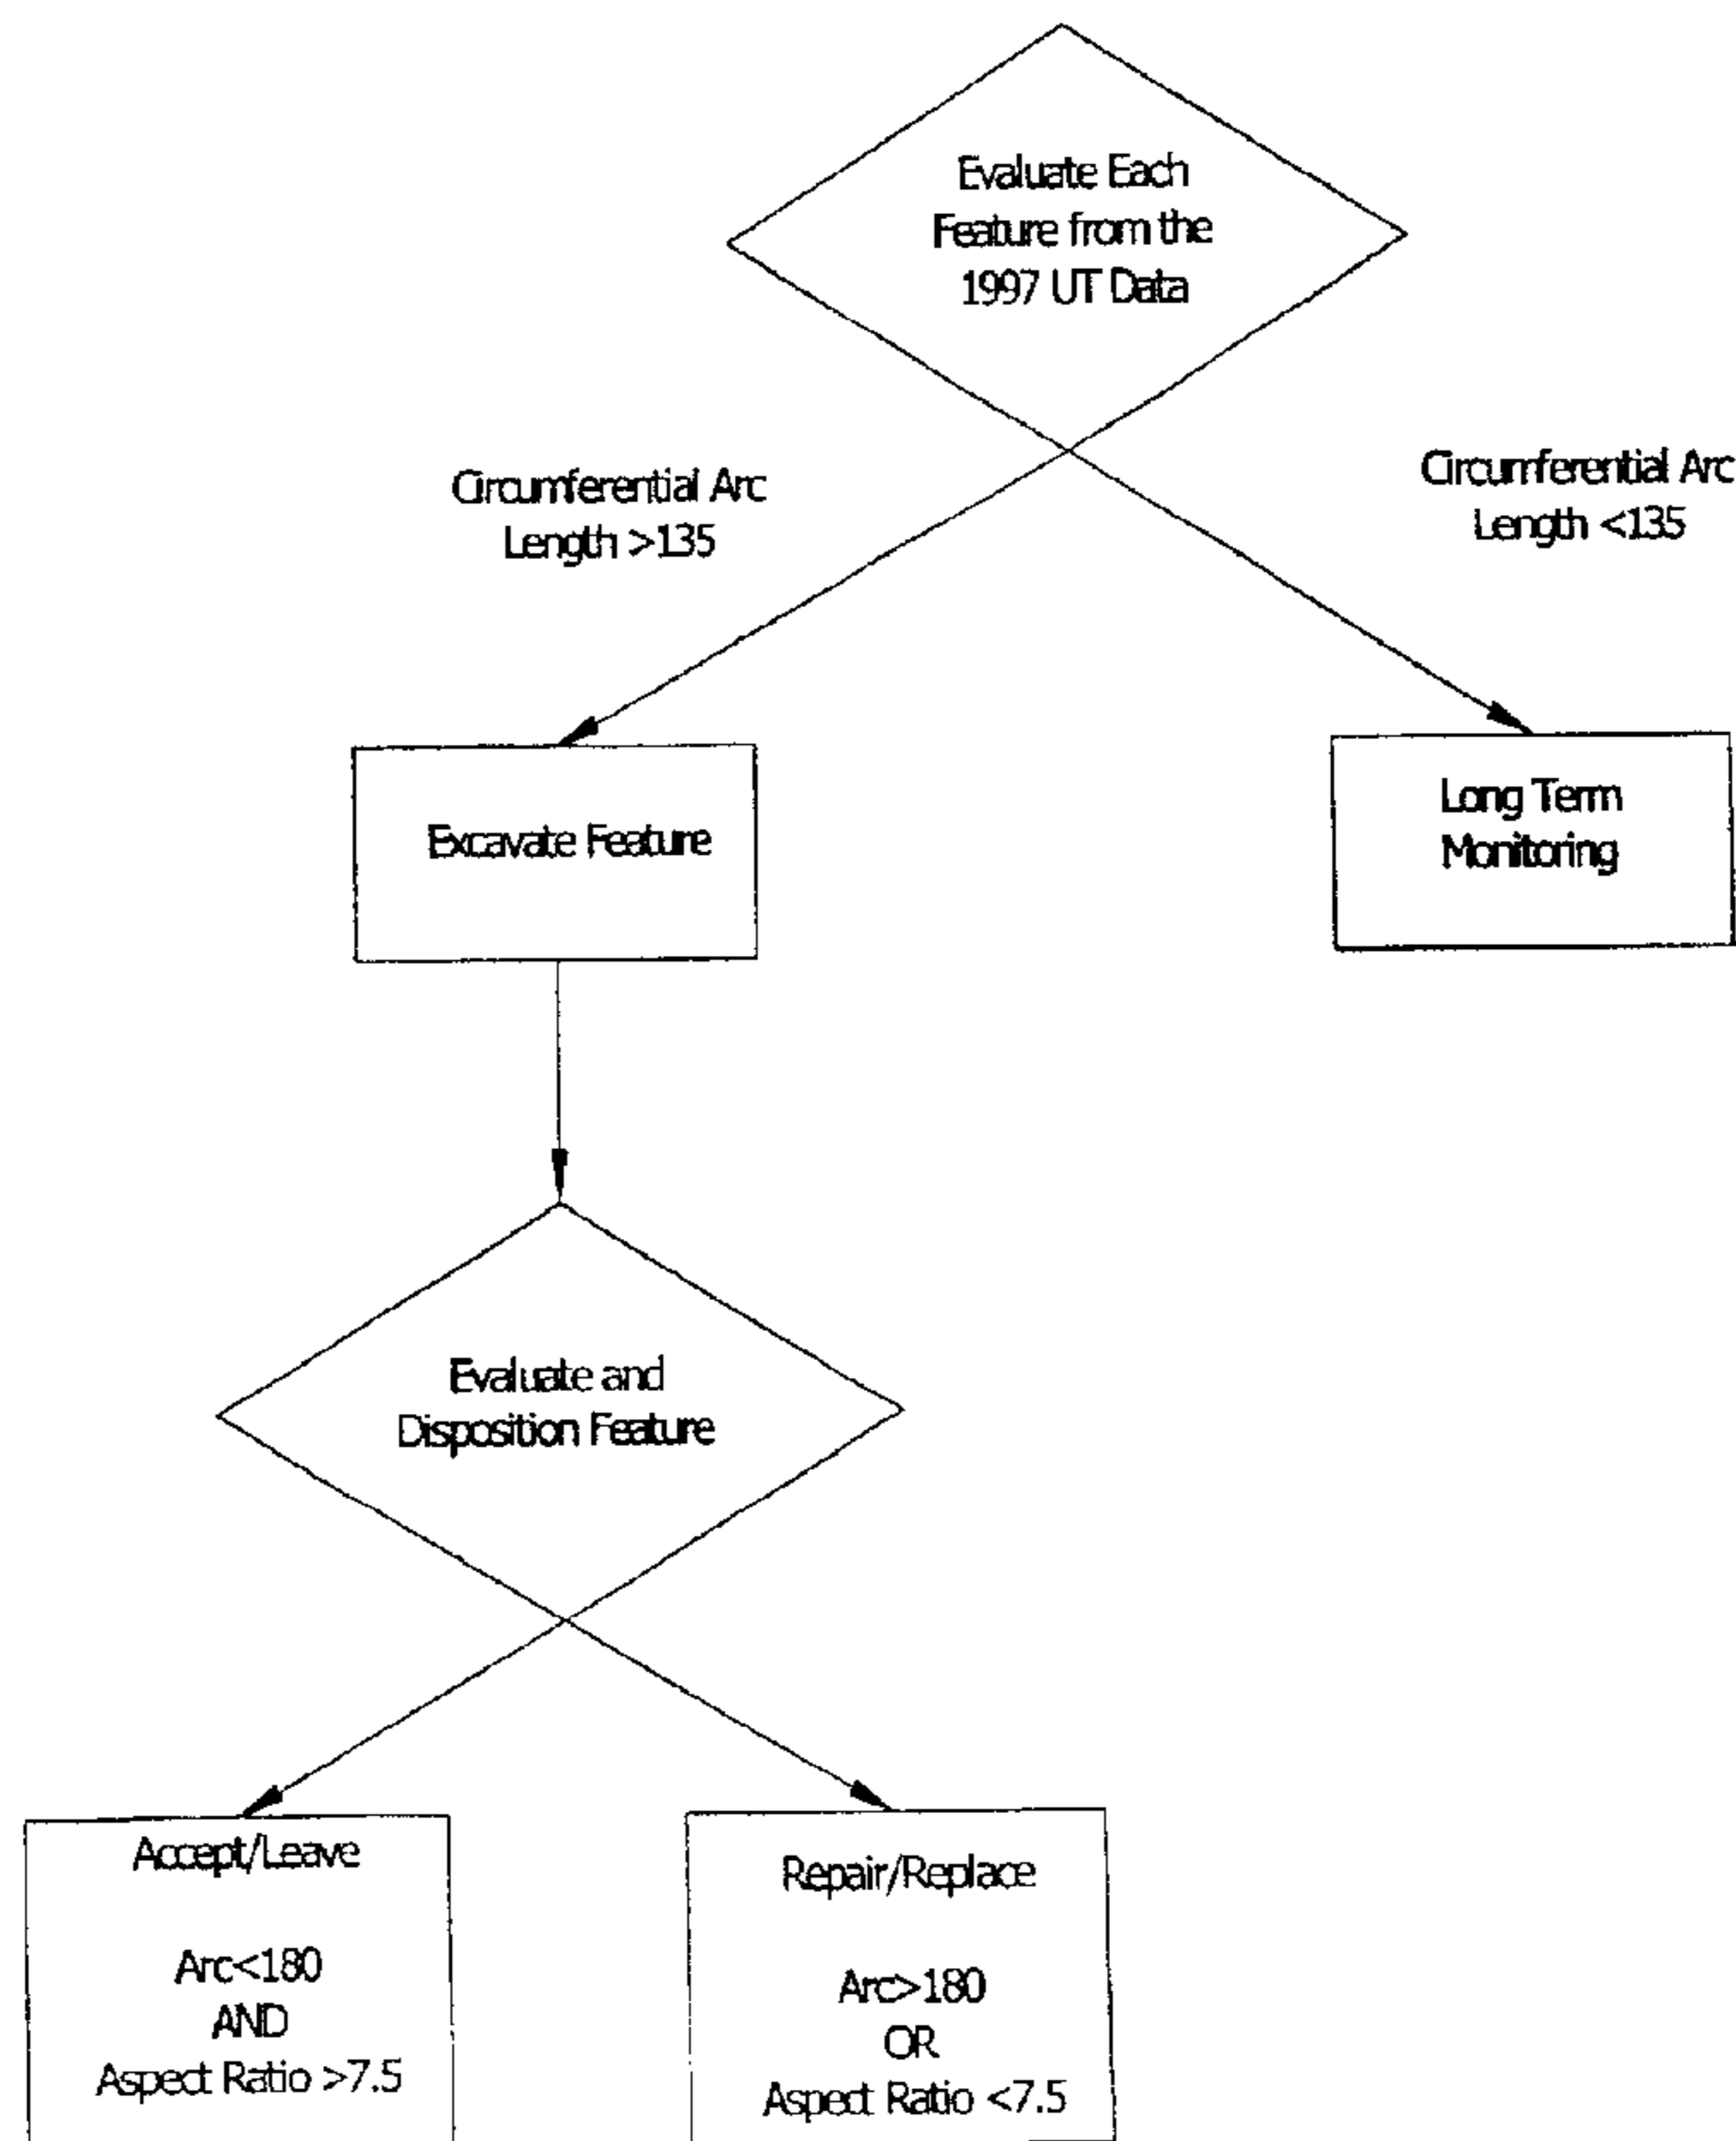 Evaluate Each
Feature from the
1997 UT Data
Circumferential Arc
Length >135
Circumferential Arc
Length <135
Excavate Feature
Long Term
Monitoring
Evaluate and
Disposition Feature
Accept/Leave
Arc<180
AND
Aspect Ratio >7.5
Repair/Replace
Arc>180
OR
Aspect Ratio <7.5